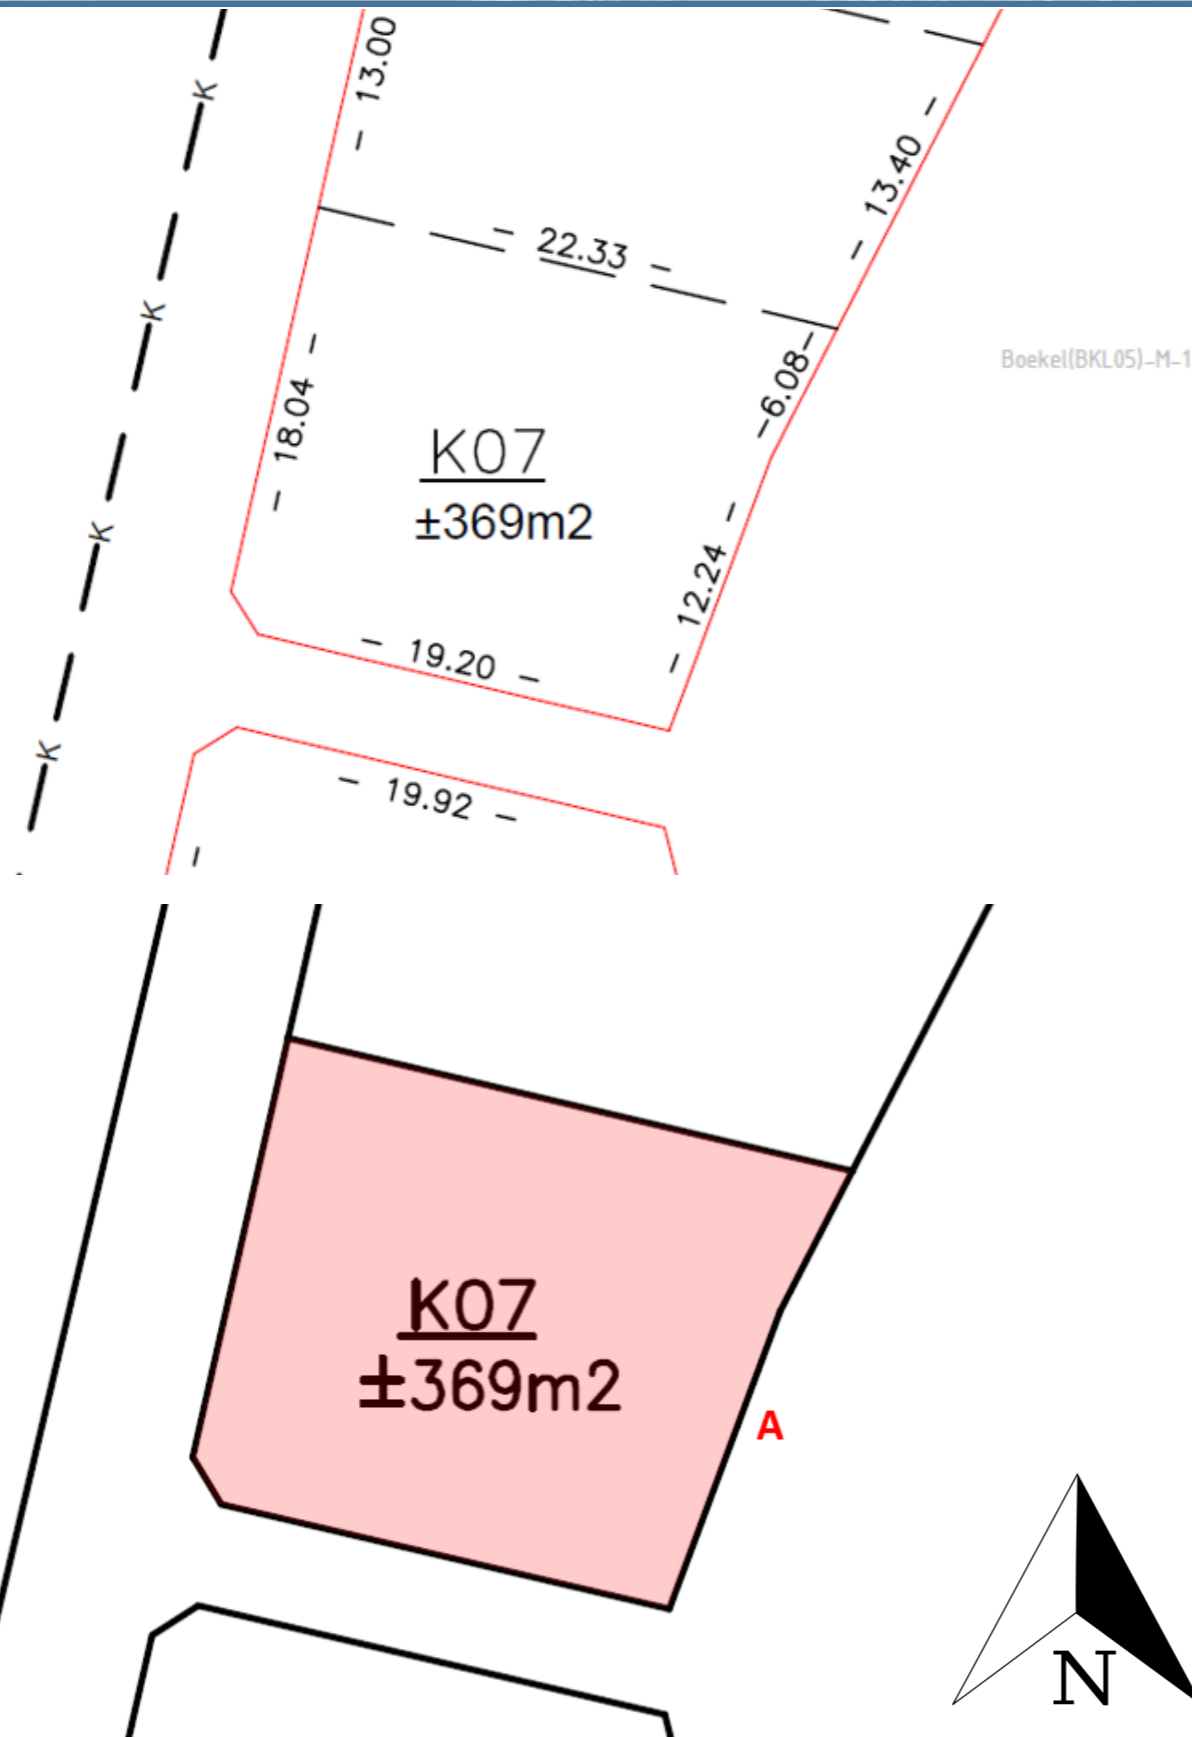 K
13.00
13.40
22.33
K
6.08
Boekel(BKL05)-M-1
18.04
K07
±369m2
K
12.24
19.20
K
19.92
K07
±369m2
A
N